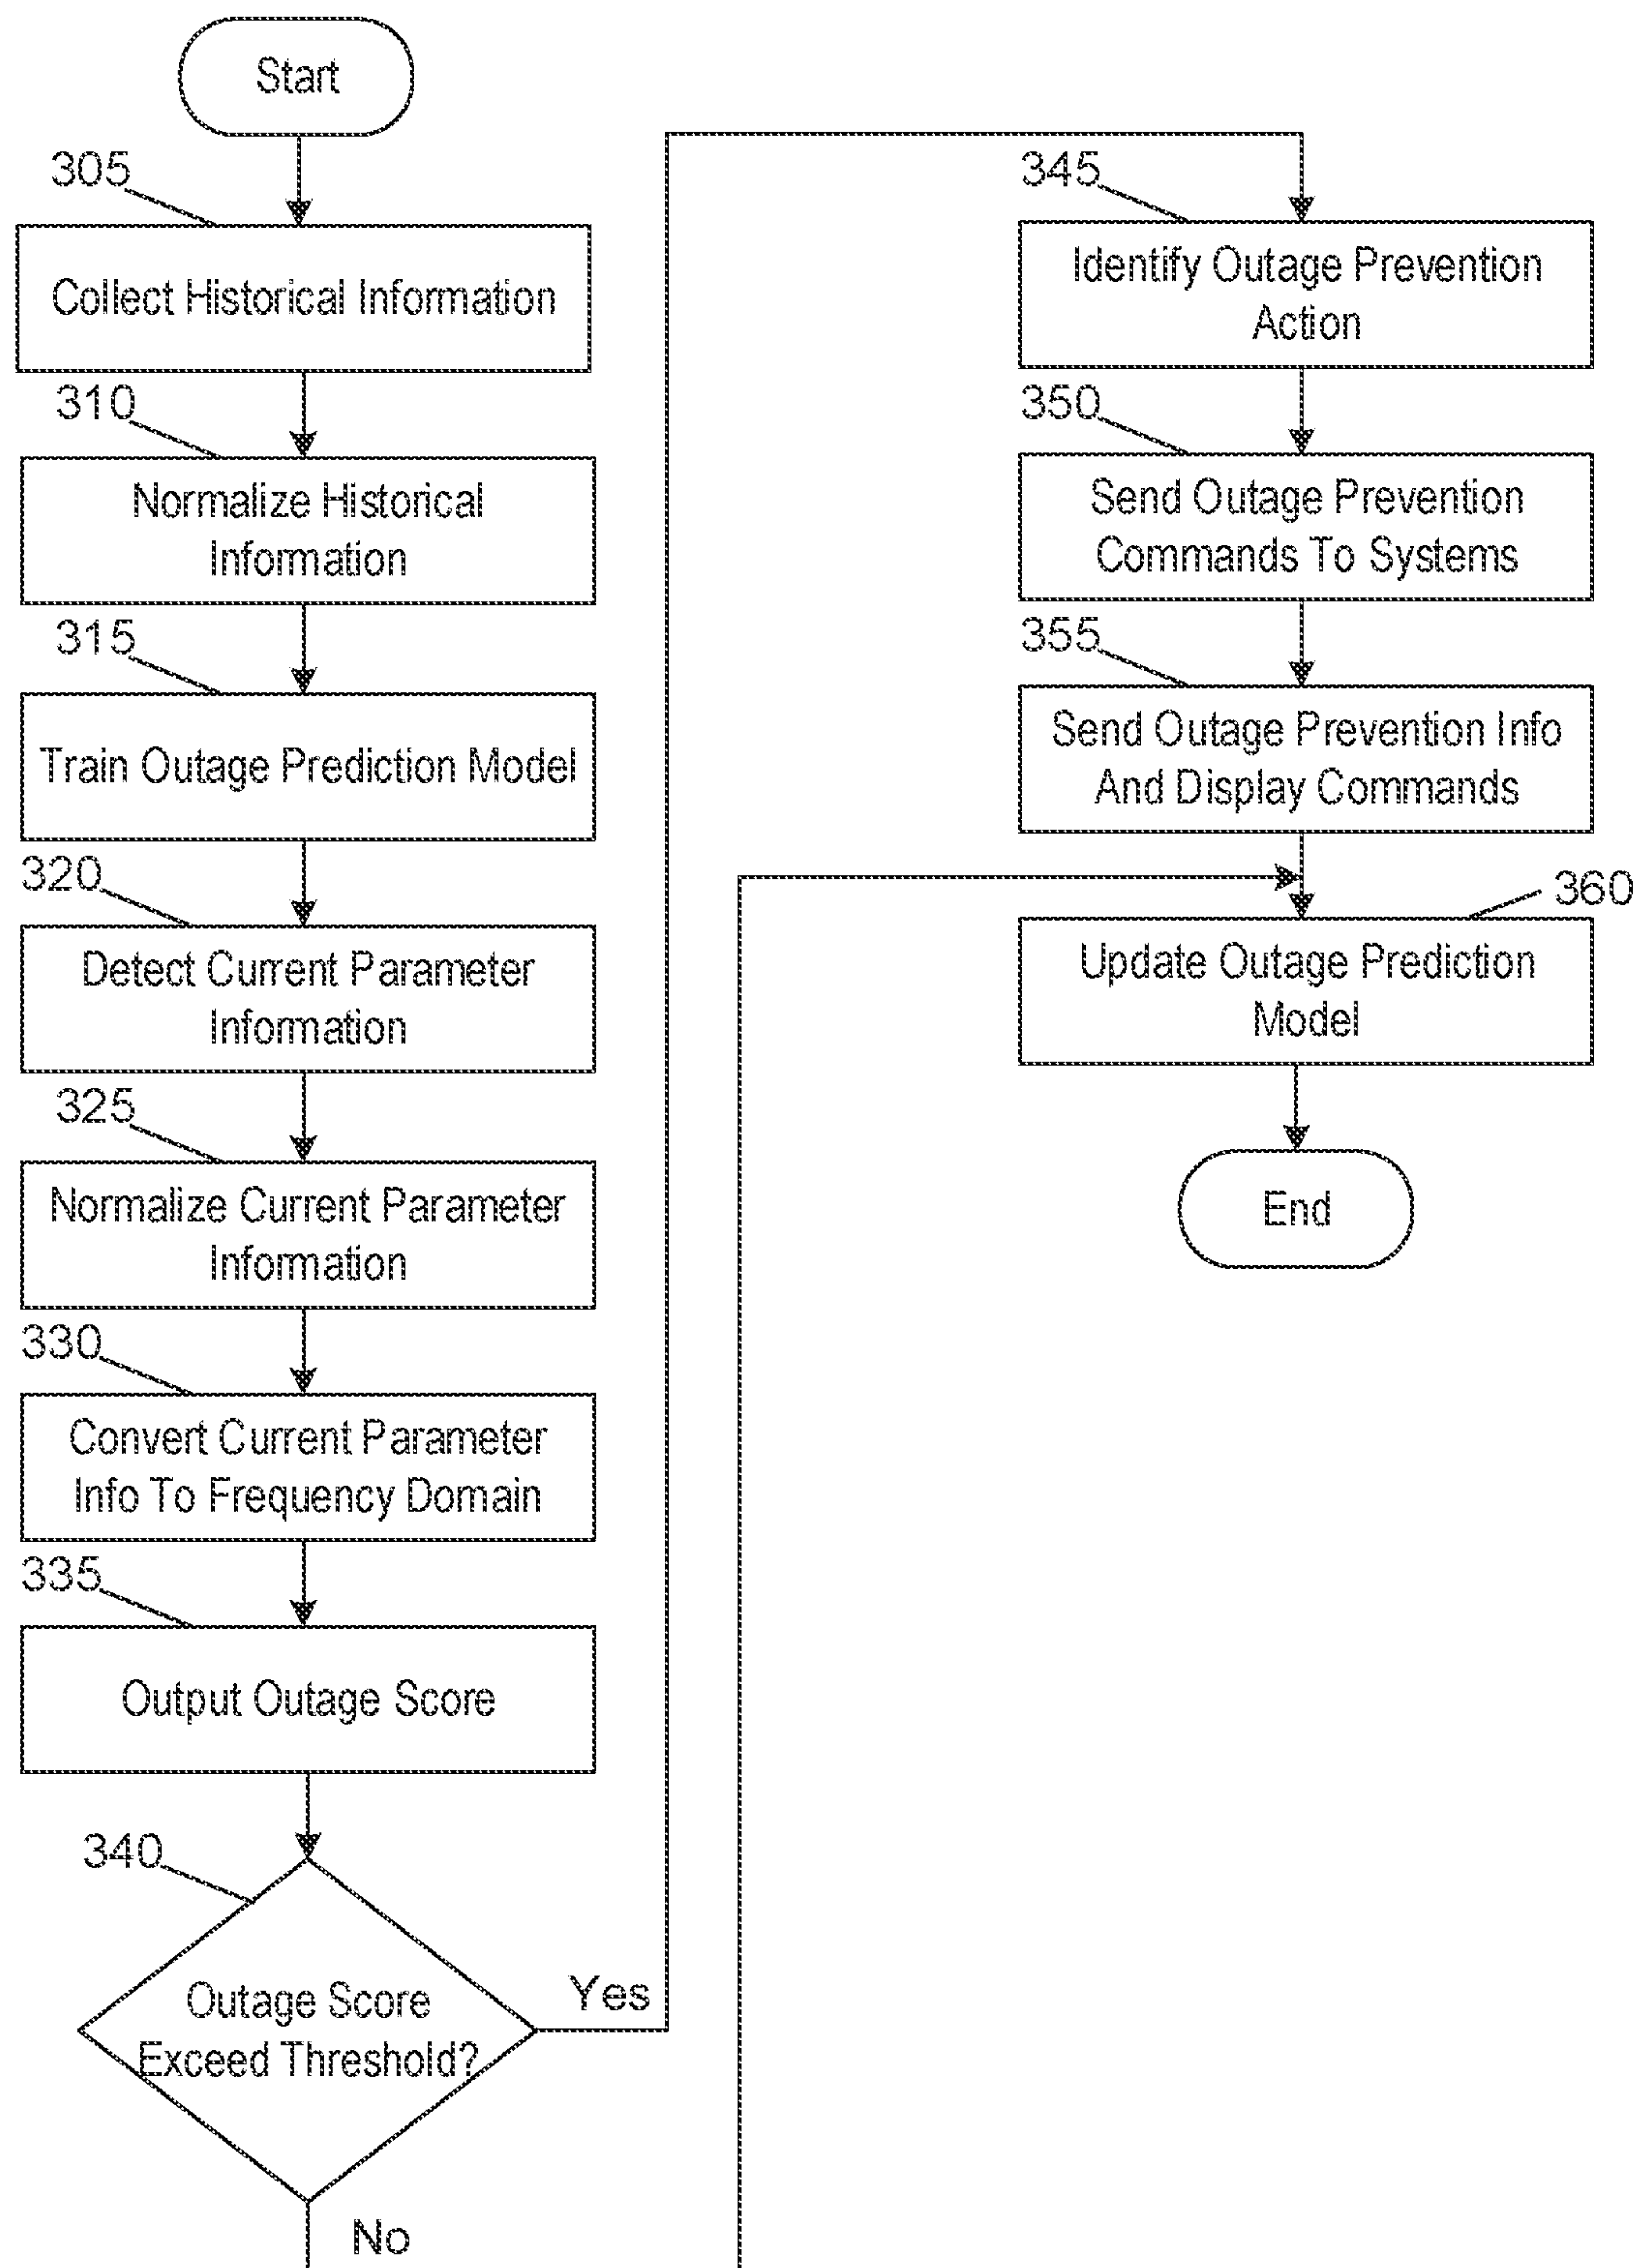 Start
305
Collect Historical Information
310
Normalize Historical
Information
315
Train Outage Prediction Model
320
Detect Current Parameter
Information
325
Normalize Current Parameter
Information
330
Convert Current Parameter
Info To Frequency Domain
335
Output Outage Score
340
Outage Score
Exceed Threshold?
Yes
No
345
Identify Outage Prevention
Action
350
Send Outage Prevention
Commands To Systems
355
Send Outage Prevention Info
And Display Commands
360
Update Outage Prediction
Model
End